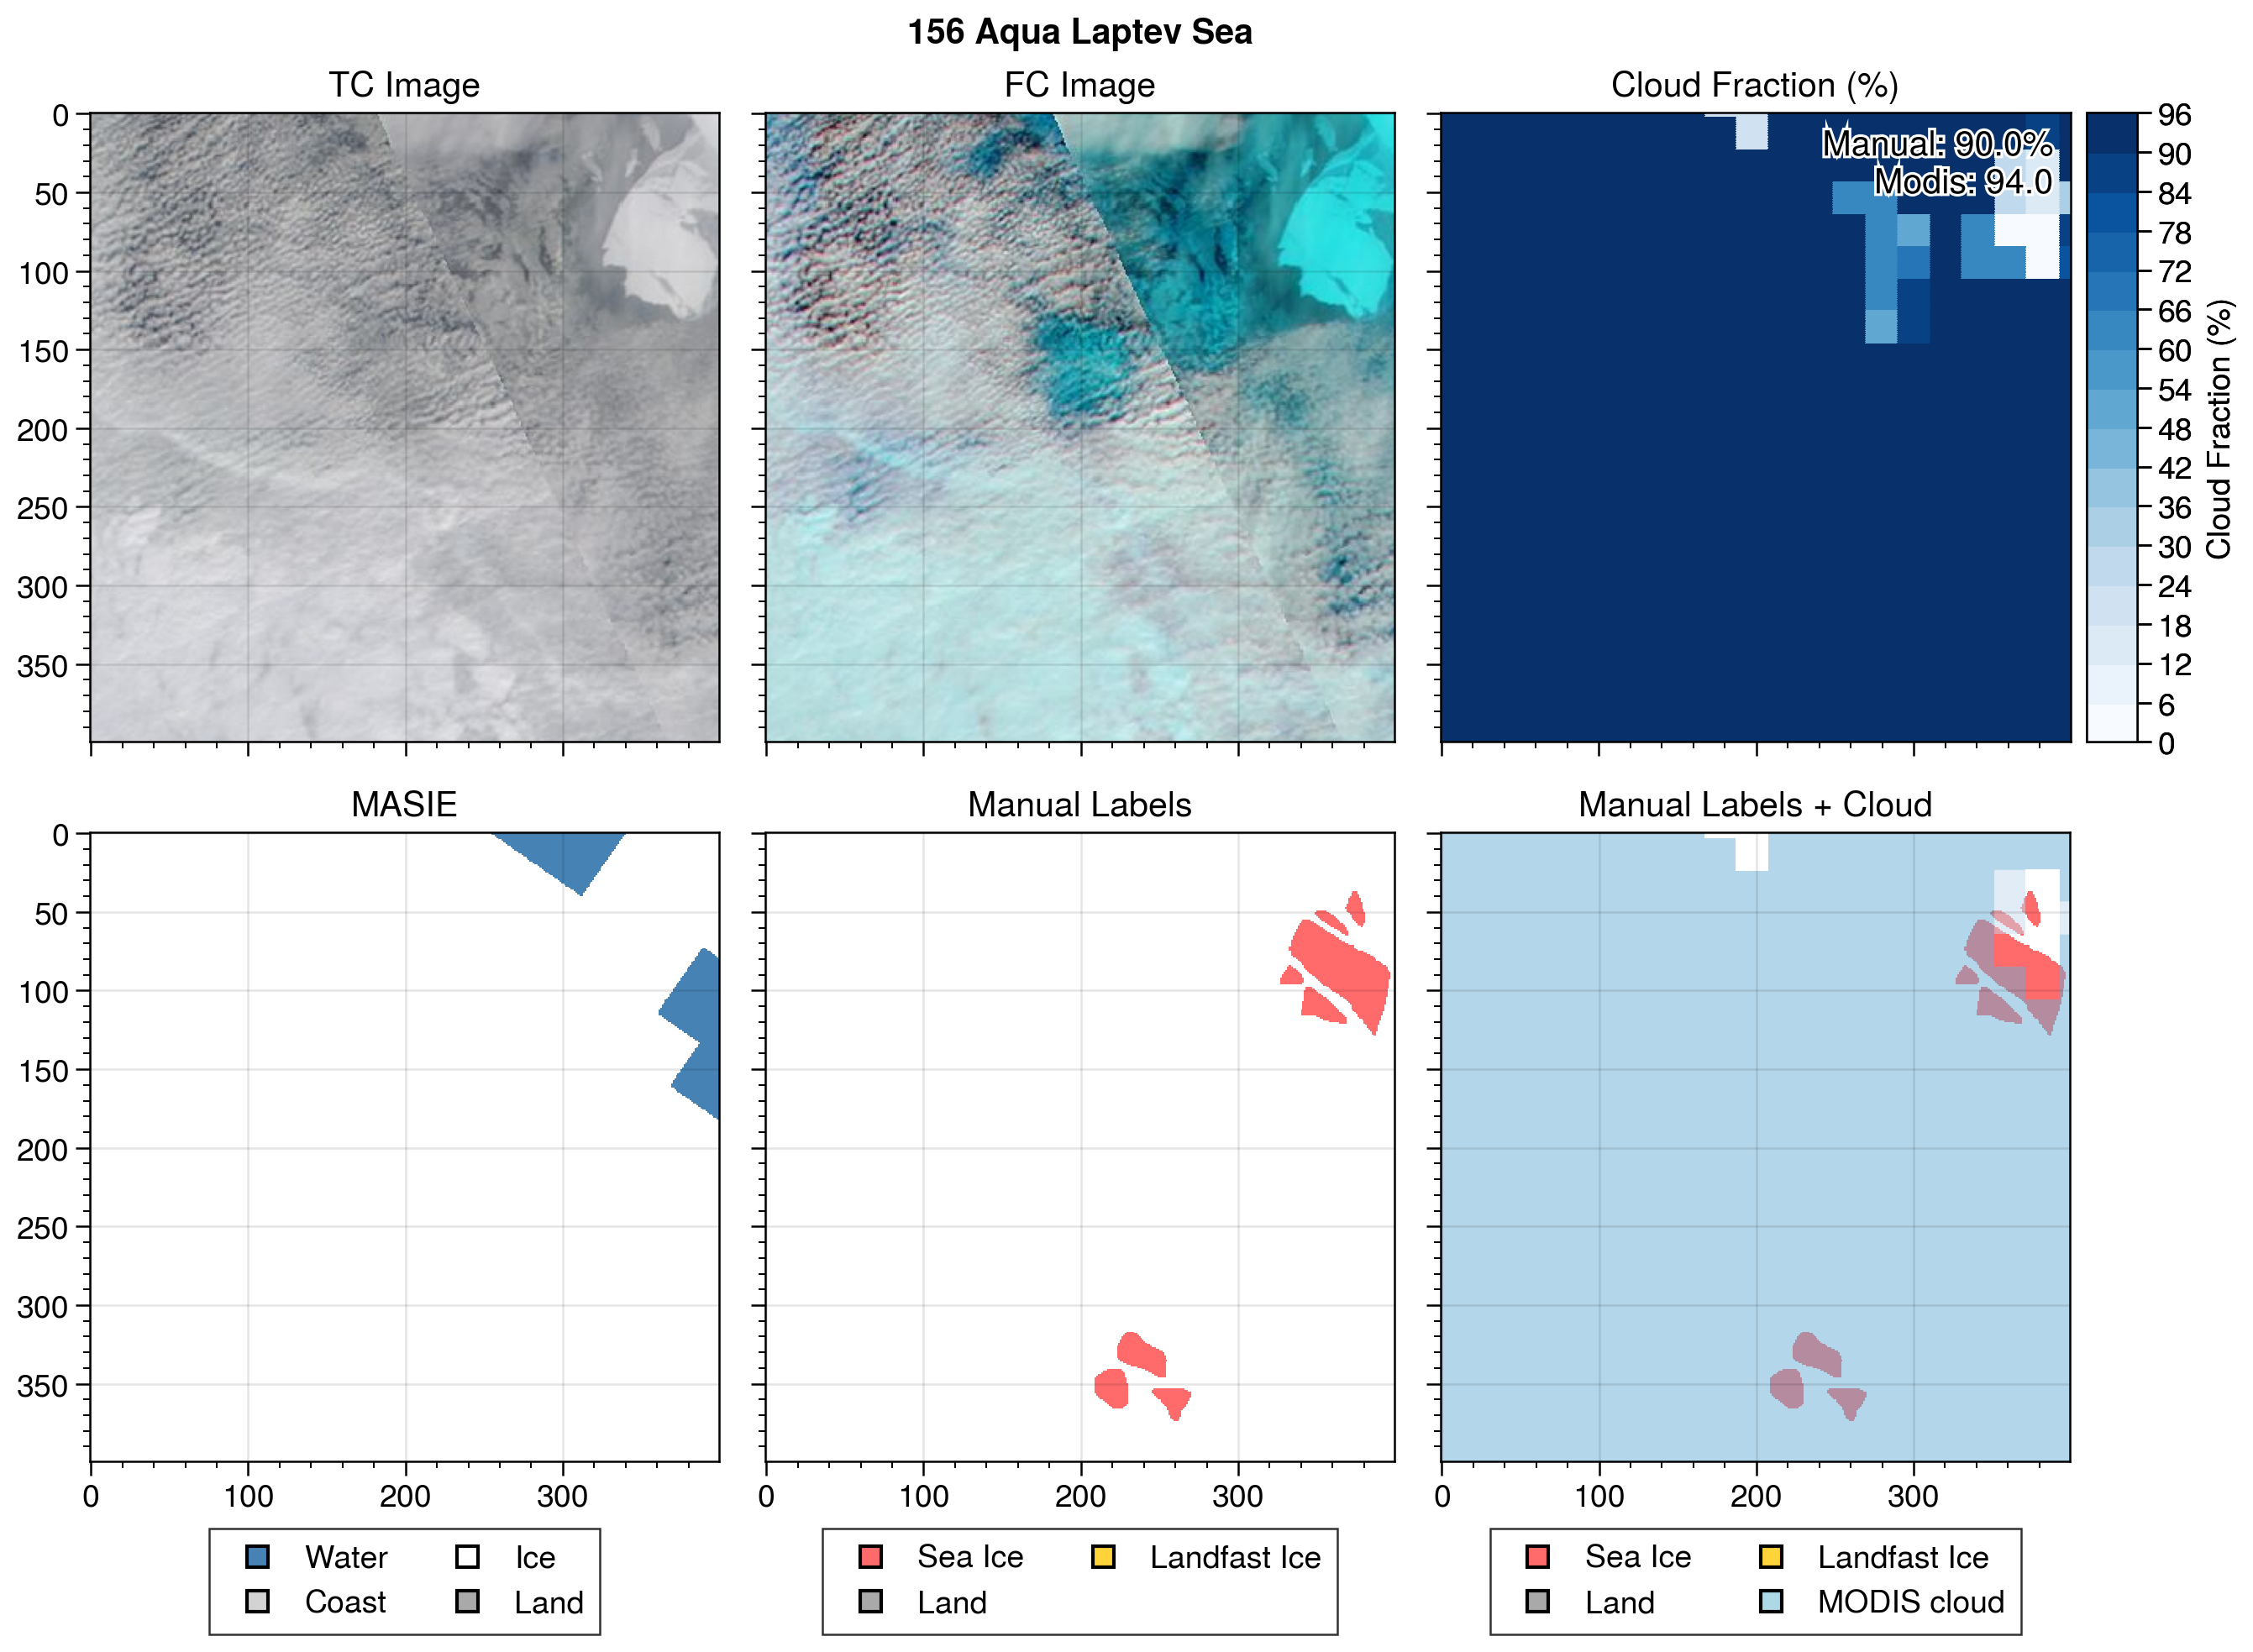 156 Aqua Laptev Sea
TC Image
FC Image
Cloud Fraction (%)
0
50
100
150
200
250
300
350
Manual: 90.0%
Modis: 94.0
96
90
84
78
72
66
60
54
48
42
36
30
24
18
12
6
0
Cloud Fraction (%)
MASIE
Manual Labels
Manual Labels + Cloud
0
50
100
150
200
250
300
350
0 100 200 300
0 100 200 300
0 100 200 300
Water Ice
Coast Land
Sea Ice Landfast Ice
Land
Sea Ice Landfast Ice
Land MODIS cloud